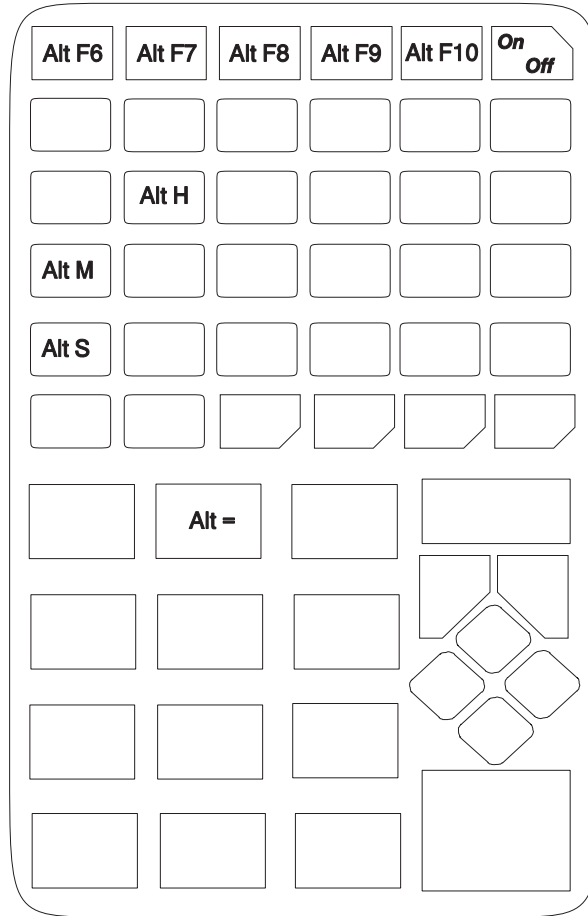 Alt F6 Alt F7 Alt F8 Alt F9 Alt F10 On
Off
Alt H
Alt M
Alt S
Alt =